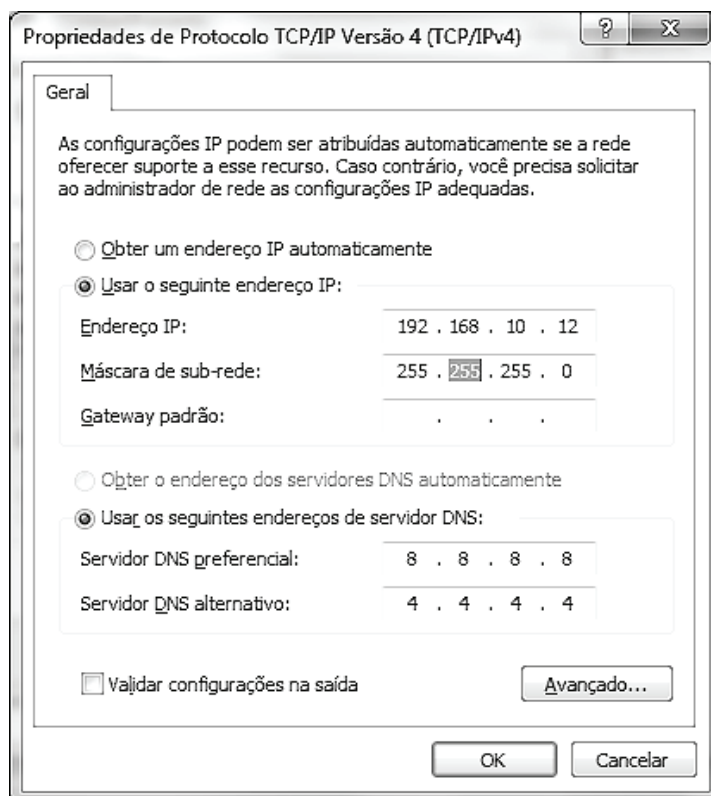 Propriedades de Protocolo TCP/IP Versão 4 (TCP/IPv4)
Geral
As configurações IP podem ser atribuídas automaticamente se a rede
oferecer suporte a esse recurso. Caso contrário, você precisa solicitar
ao administrador de rede as configurações IP adequadas.
Obter um endereço IP automaticamente
Usar o seguinte endereço IP:
Endereço IP: 192 . 168 . 10 . 12
Máscara de sub-rede: 255 . 255 . 255 . 0
Gateway padrão: . . .
Obter o endereço dos servidores DNS automaticamente
Usar os seguintes endereços de servidor DNS:
Servidor DNS preferencial: 8 . 8 . 8 . 8
Servidor DNS alternativo: 4 . 4 . 4 . 4
Validar configurações na saída
Avançado...
OK Cancelar